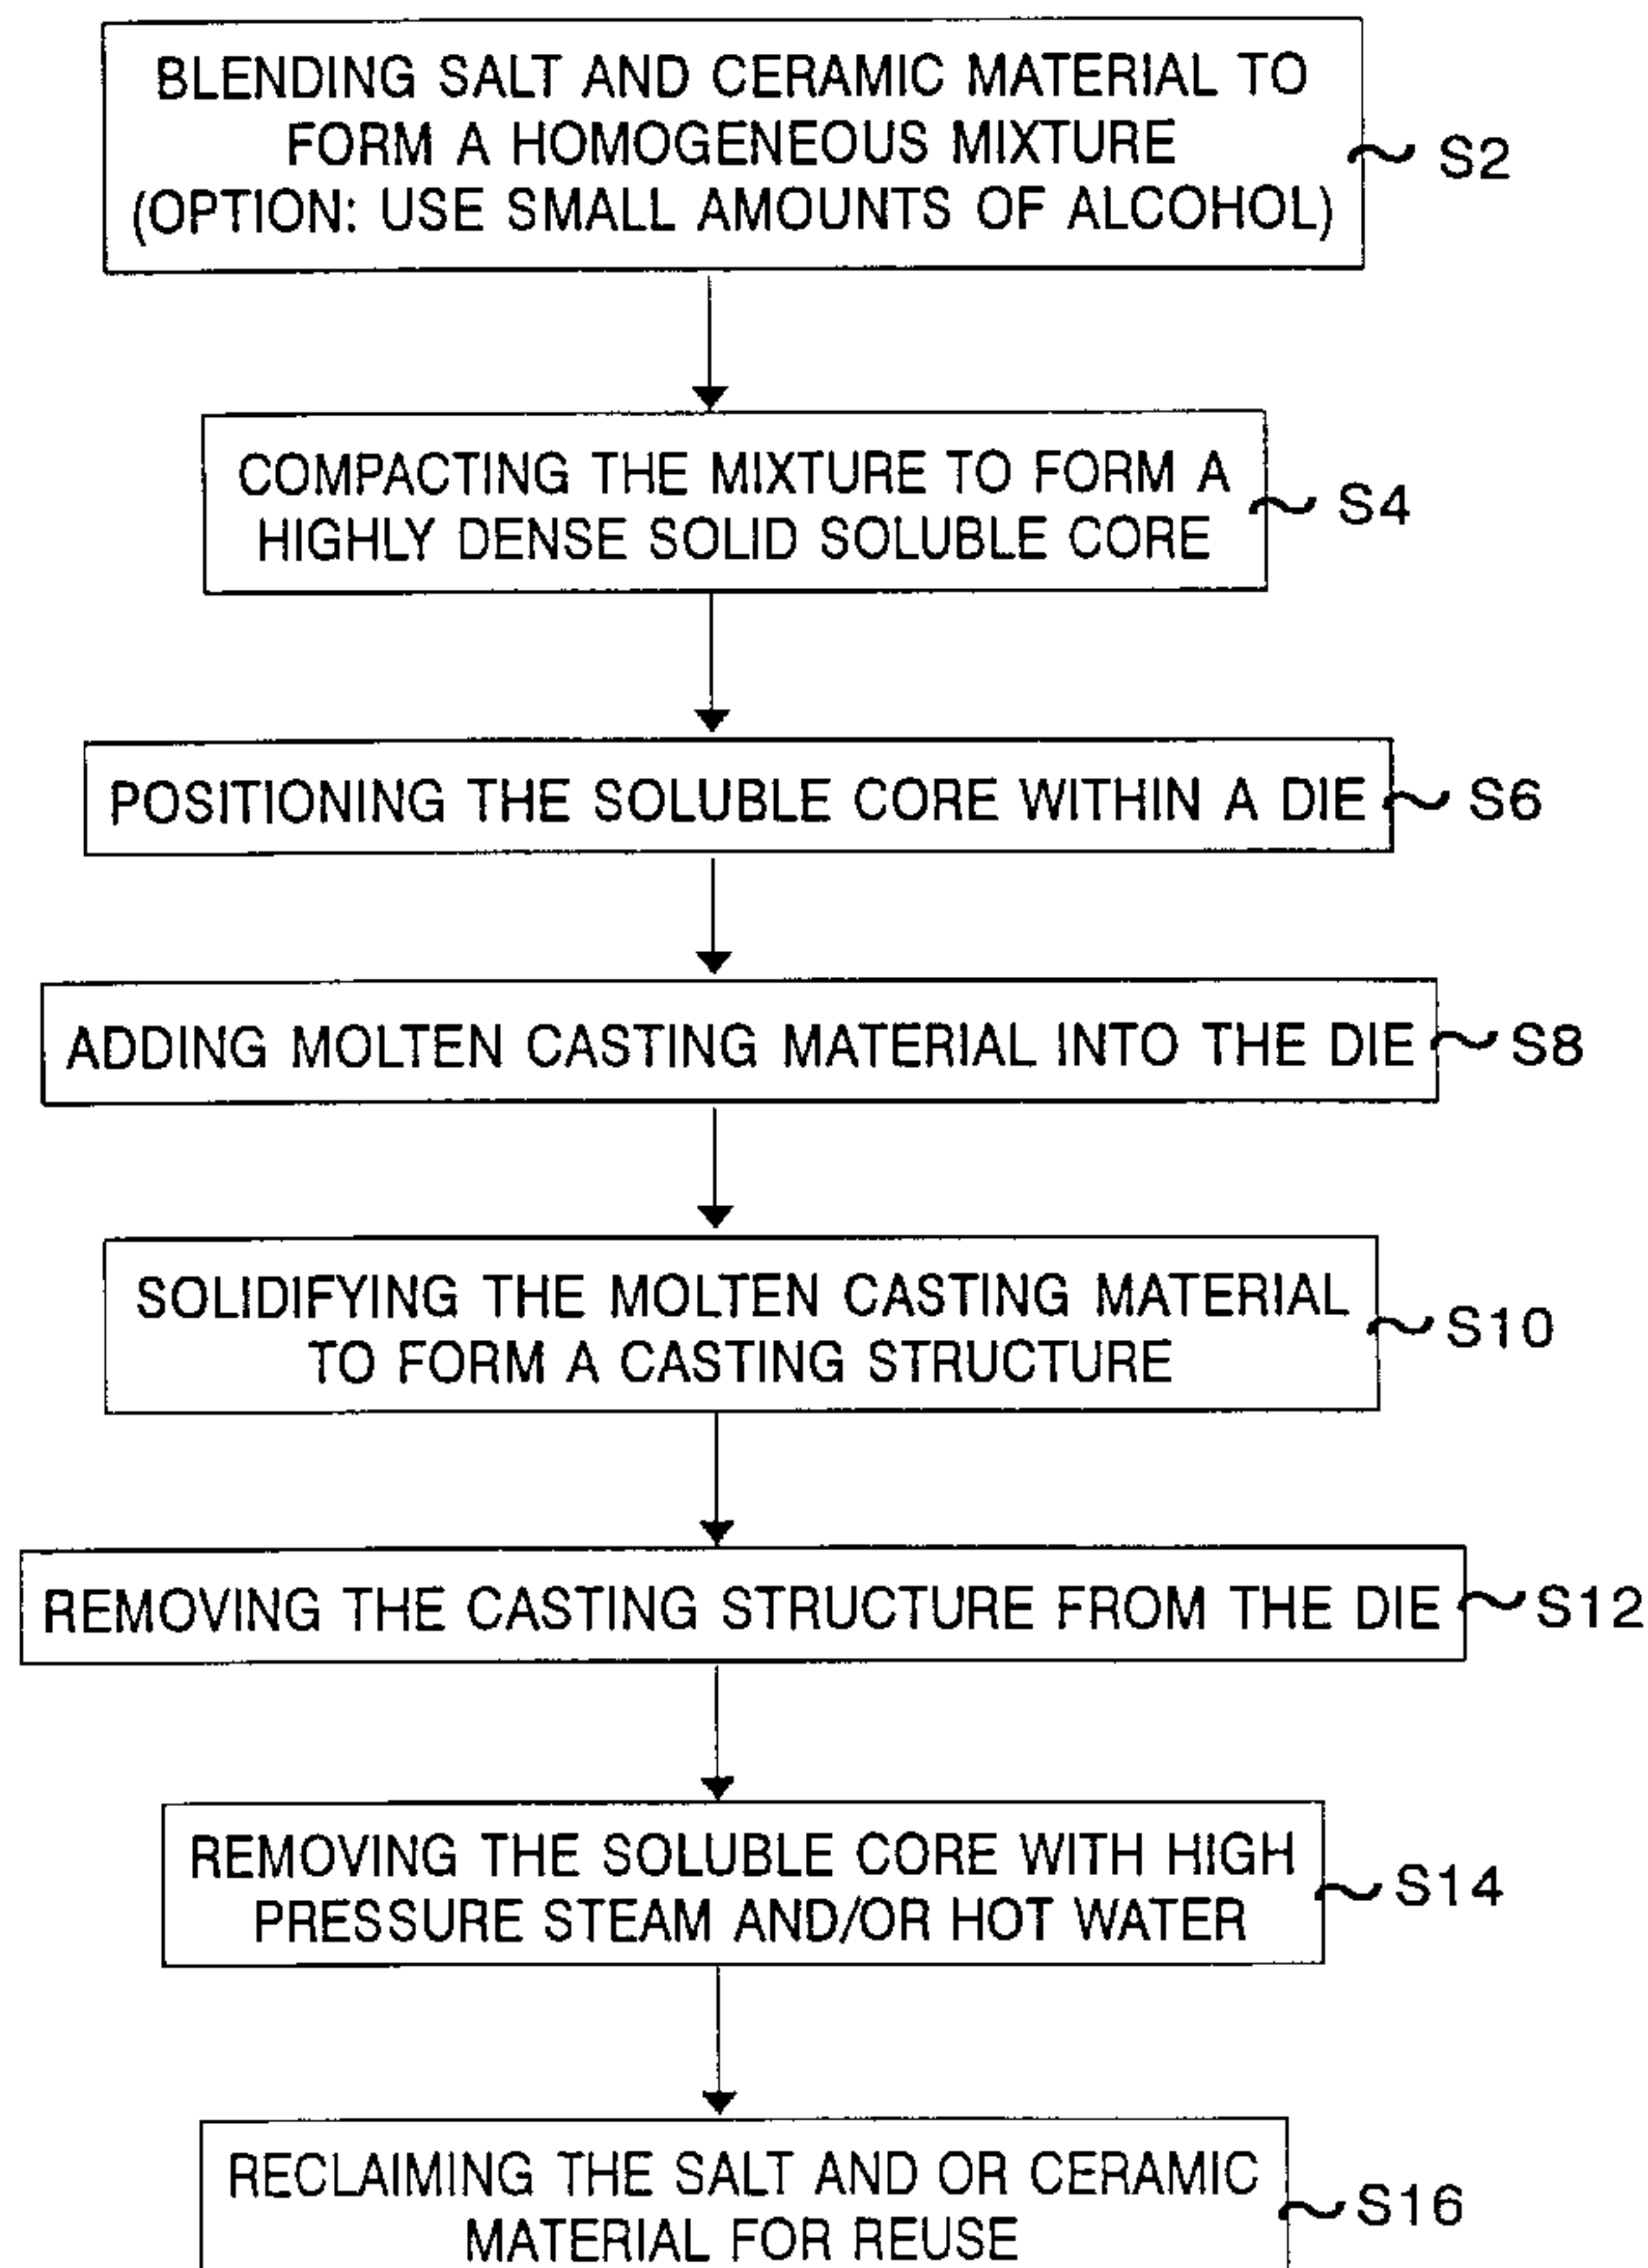 BLENDING SALT AND CERAMIC MATERIAL TO
FORM A HOMOGENEOUS MIXTURE
(OPTION: USE SMALL AMOUNTS OF ALCOHOL)
S2
COMPACTING THE MIXTURE TO FORM A
HIGHLY DENSE SOLID SOLUBLE CORE
S4
POSITIONING THE SOLUBLE CORE WITHIN A DIE
S6
ADDING MOLTEN CASTING MATERIAL INTO THE DIE
S8
SOLIDIFYING THE MOLTEN CASTING MATERIAL
TO FORM A CASTING STRUCTURE
S10
REMOVING THE CASTING STRUCTURE FROM THE DIE
S12
REMOVING THE SOLUBLE CORE WITH HIGH
PRESSURE STEAM AND/OR HOT WATER
S14
RECLAIMING THE SALT AND OR CERAMIC
MATERIAL FOR REUSE
S16